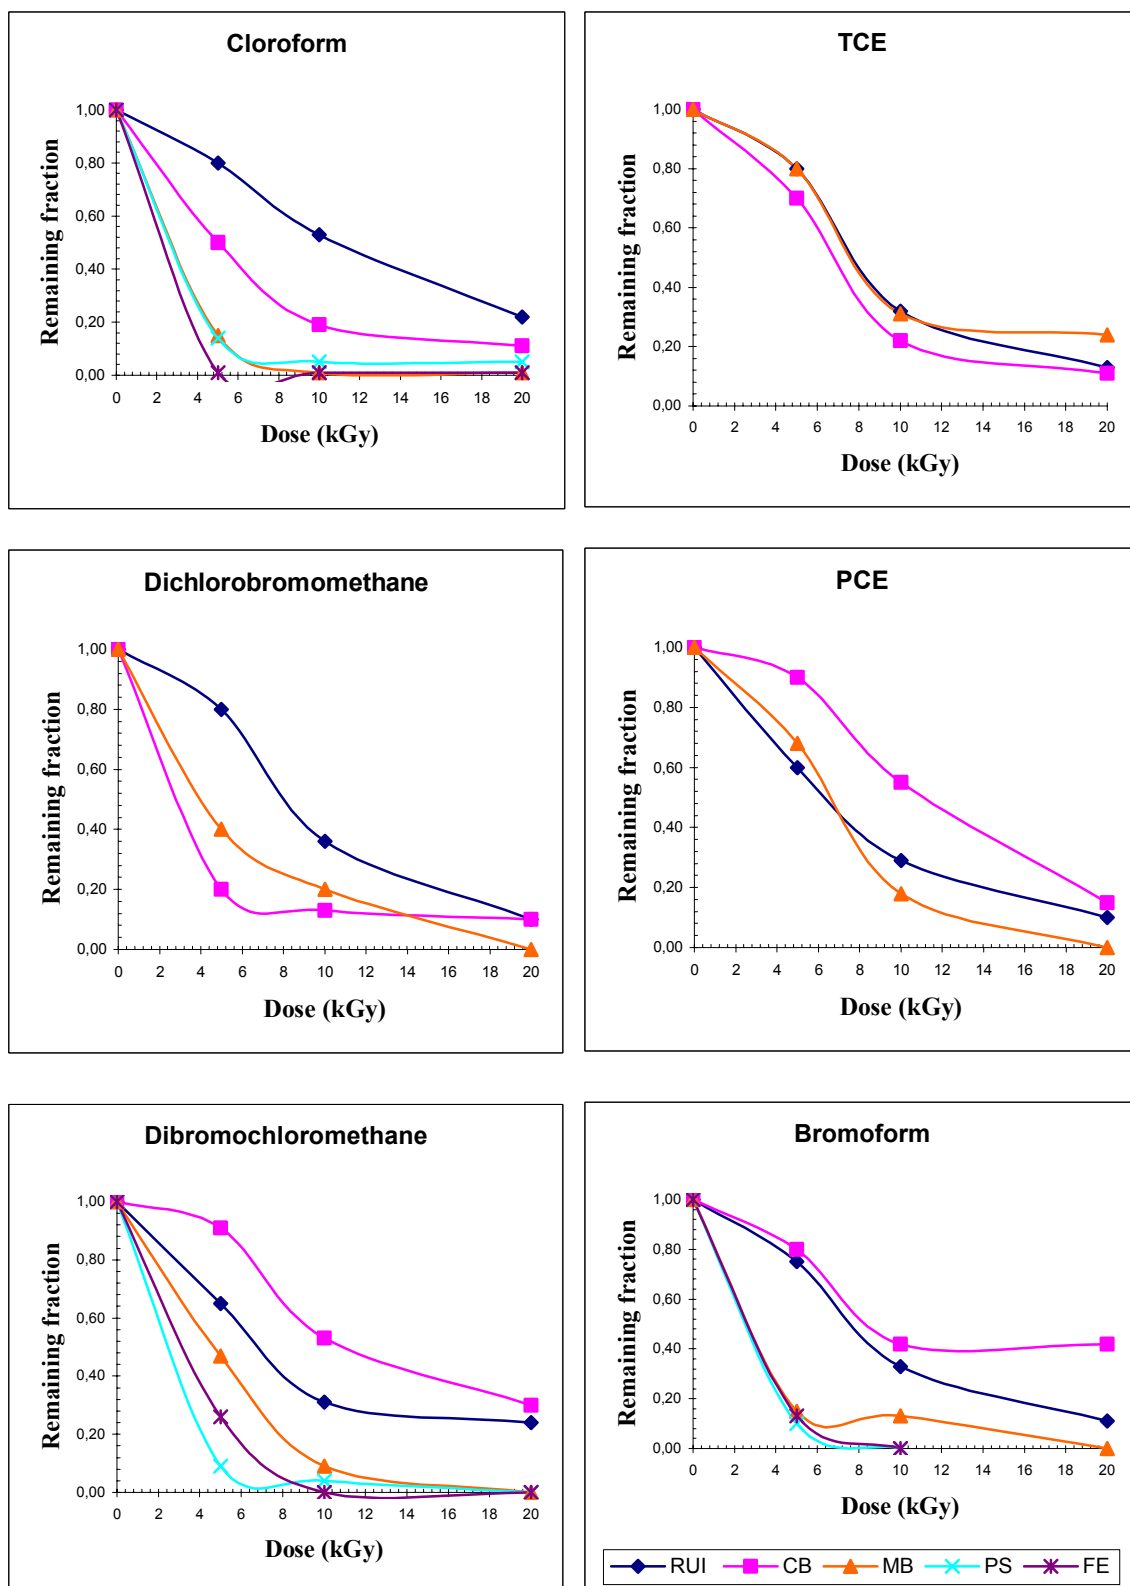 Cloroform
Remaining fraction
1,00
0,80
0,60
0,40
0,20
0,00
0 2 4 6 8 10 12 14 16 18 20
Dose (kGy)
TCE
Remaining fraction
1,00
0,80
0,60
0,40
0,20
0,00
0 2 4 6 8 10 12 14 16 18 20
Dose (kGy)
Dichlorobromomethane
Remaining fraction
1,00
0,80
0,60
0,40
0,20
0,00
0 2 4 6 8 10 12 14 16 18 20
Dose (kGy)
PCE
Remaining fraction
1,00
0,80
0,60
0,40
0,20
0,00
0 2 4 6 8 10 12 14 16 18 20
Dose (kGy)
Dibromochloromethane
Remaining fraction
1,00
0,80
0,60
0,40
0,20
0,00
0 2 4 6 8 10 12 14 16 18 20
Dose (kGy)
Bromoform
Remaining fraction
1,00
0,80
0,60
0,40
0,20
0,00
0 2 4 6 8 10 12 14 16 18 20
Dose (kGy)
RUI CB MB PS FE